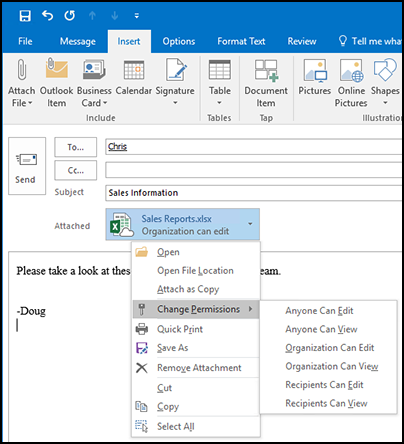 File Message Insert Options Format Text Review Tell me what
Attach File Outlook Item Business Card Calendar Signature Table Document Item Pictures Online Pictures Shapes
Include Tables Tap Illustration
To... Chris
Send
Cc...
Subject Sales Information
Attached Sales Reports.xlsx
Organization can edit
Open
Please take a look at these eam.
Open File Location
Attach as Copy
-Doug
Change Permissions
Quick Print
Save As
Remove Attachment
Cut
Copy
Select All
Anyone Can Edit
Anyone Can View
Organization Can Edit
Organization Can View
Recipients Can Edit
Recipients Can View